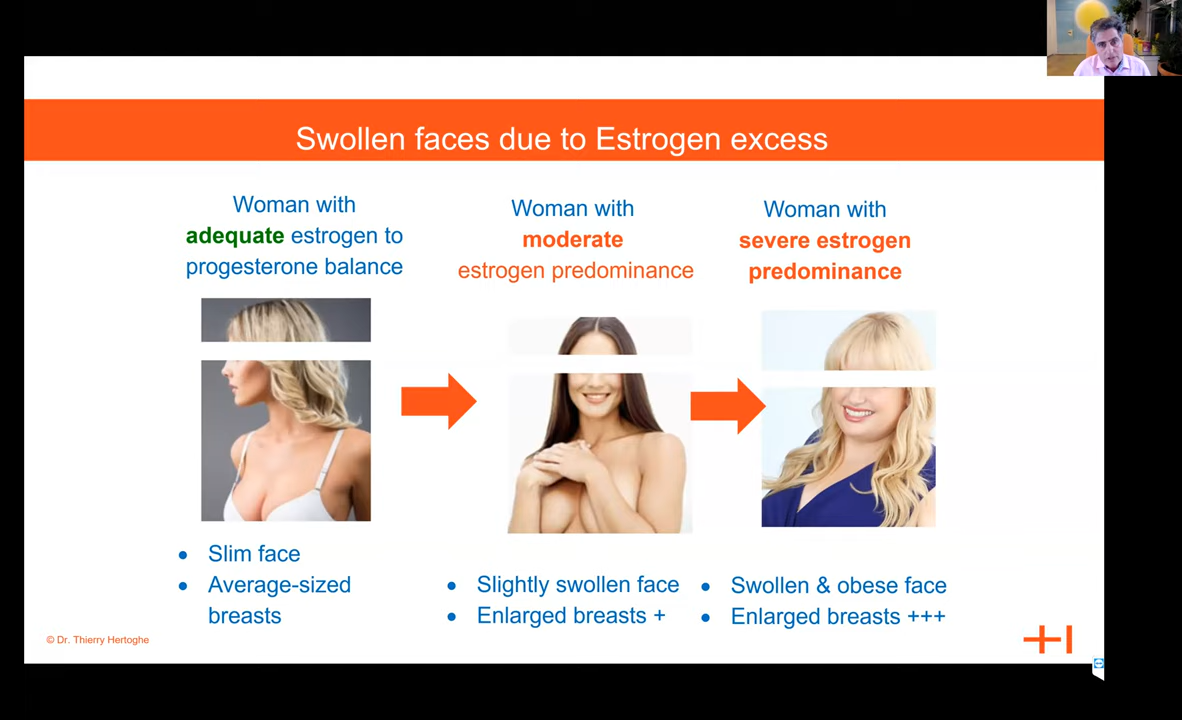 Swollen faces due to Estrogen excess
Woman with
adequate estrogen to
progesterone balance
Woman with
moderate
estrogen predominance
Woman with
severe estrogen
predominance
• Slim face
• Average-sized
breasts
• Slightly swollen face
• Enlarged breasts +
• Swollen & obese face
• Enlarged breasts +++
© Dr. Thierry Hertoghe